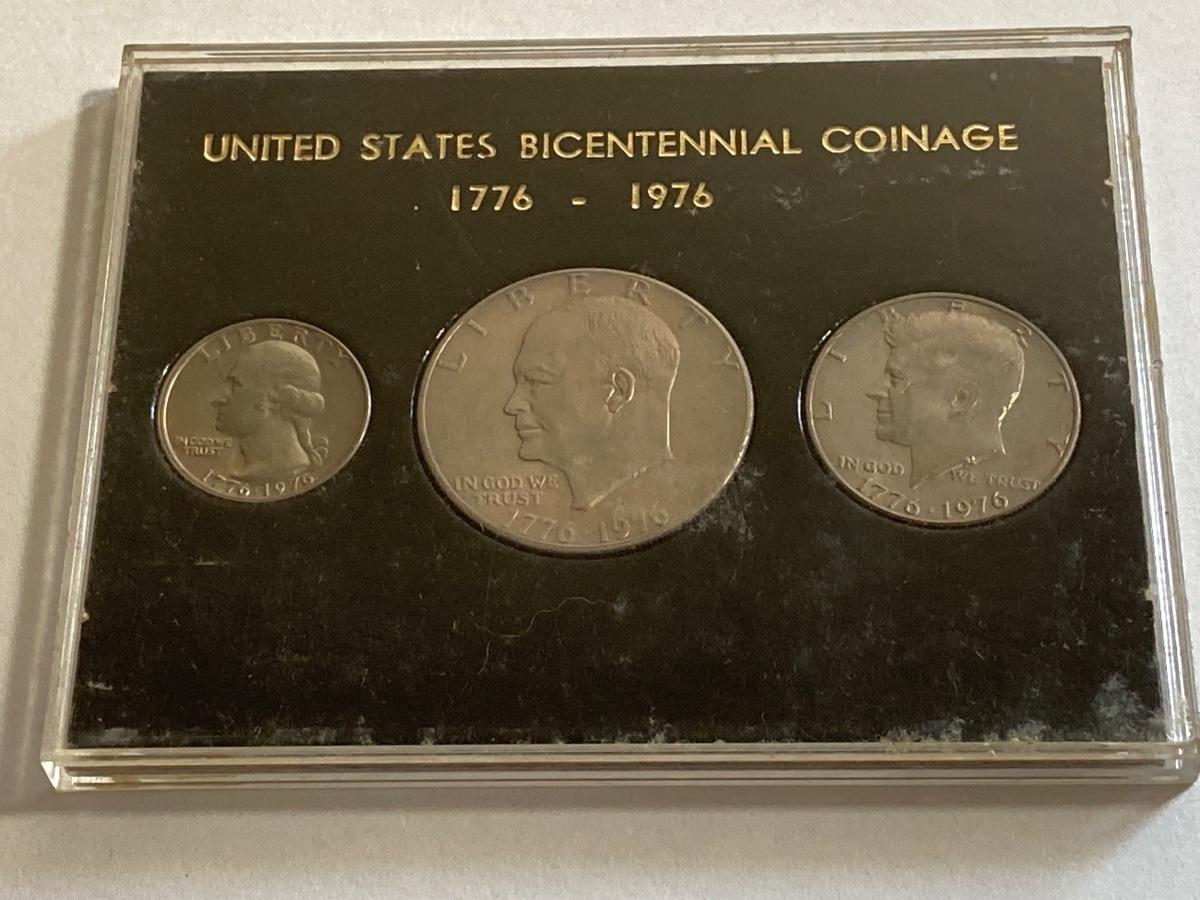 UNITED STATES BICENTENNIAL COINAGE
1776 - 1976
LIBERTY
IN GOD WE
TRUST
1776 · 1976
LIBERTY
IN GOD WE
TRUST
1776 · 1976
LIBERTY
IN GOD WE TRUST
1776 · 1976